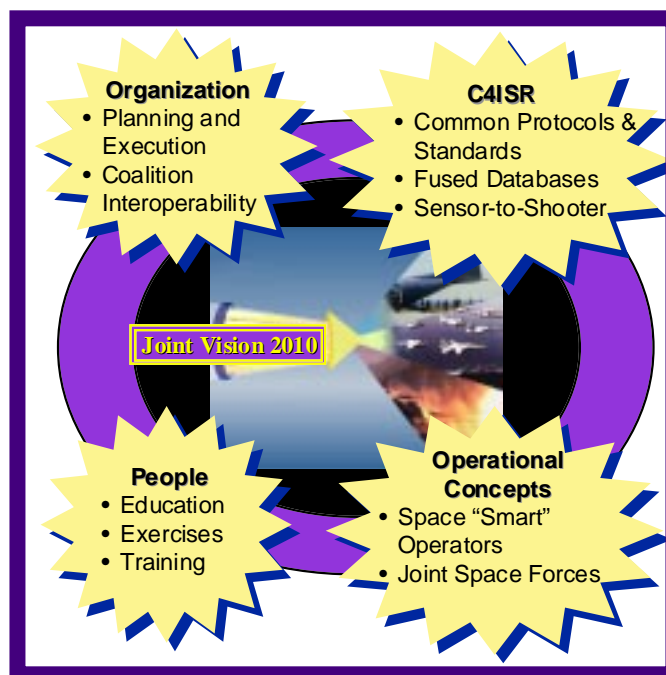 Organization
• Planning and
Execution
• Coalition
Interoperability
C4ISR
• Common Protocols &
Standards
• Fused Databases
• Sensor-to-Shooter
Joint Vision 2010
People
• Education
• Exercises
• Training
Operational
Concepts
• Space “Smart”
Operators
• Joint Space Forces